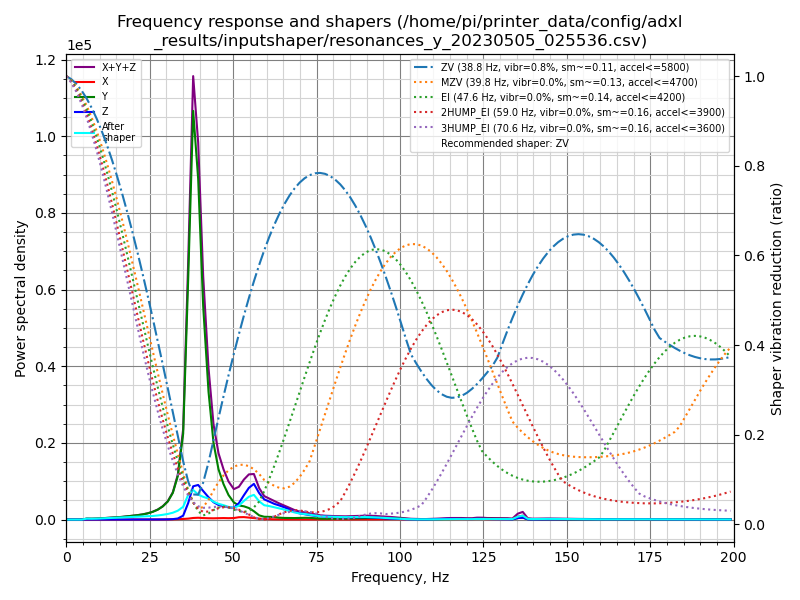 Frequency response and shapers (/home/pi/printer_data/config/adxl
_results/inputshaper/resonances_y_20230505_025536.csv)
1e5
X+Y+Z
X
Y
Z
After
shaper
ZV (38.8 Hz, vibr=0.8%, sm~=0.11, accel<=5800)
MZV (39.8 Hz, vibr=0.0%, sm~=0.13, accel<=4700)
EI (47.6 Hz, vibr=0.0%, sm~=0.14, accel<=4200)
2HUMP_EI (59.0 Hz, vibr=0.0%, sm~=0.16, accel<=3900)
3HUMP_EI (70.6 Hz, vibr=0.0%, sm~=0.16, accel<=3600)
Recommended shaper: ZV
Power spectral density
1.2
1.0
0.8
0.6
0.4
0.2
0.0
Shaper vibration reduction (ratio)
1.0
0.8
0.6
0.4
0.2
0.0
0 25 50 75 100 125 150 175 200
Frequency, Hz